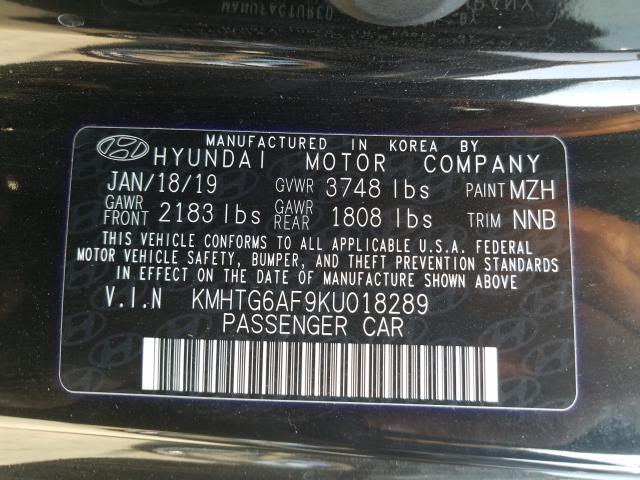 MANUFACTURED IN KOREA BY
HYUNDAI MOTOR COMPANY
JAN/18/19 GVWR 3748 lbs PAINT MZH
GAWR FRONT 2183 lbs GAWR REAR 1808 lbs TRIM NNB
THIS VEHICLE CONFORMS TO ALL APPLICABLE U.S.A. FEDERAL
MOTOR VEHICLE SAFETY, BUMPER, AND THEFT PREVENTION STANDARDS
IN EFFECT ON THE DATE OF MANUFACTURE SHOWN ABOVE.
V.I.N KMHTG6AF9KU018289
PASSENGER CAR